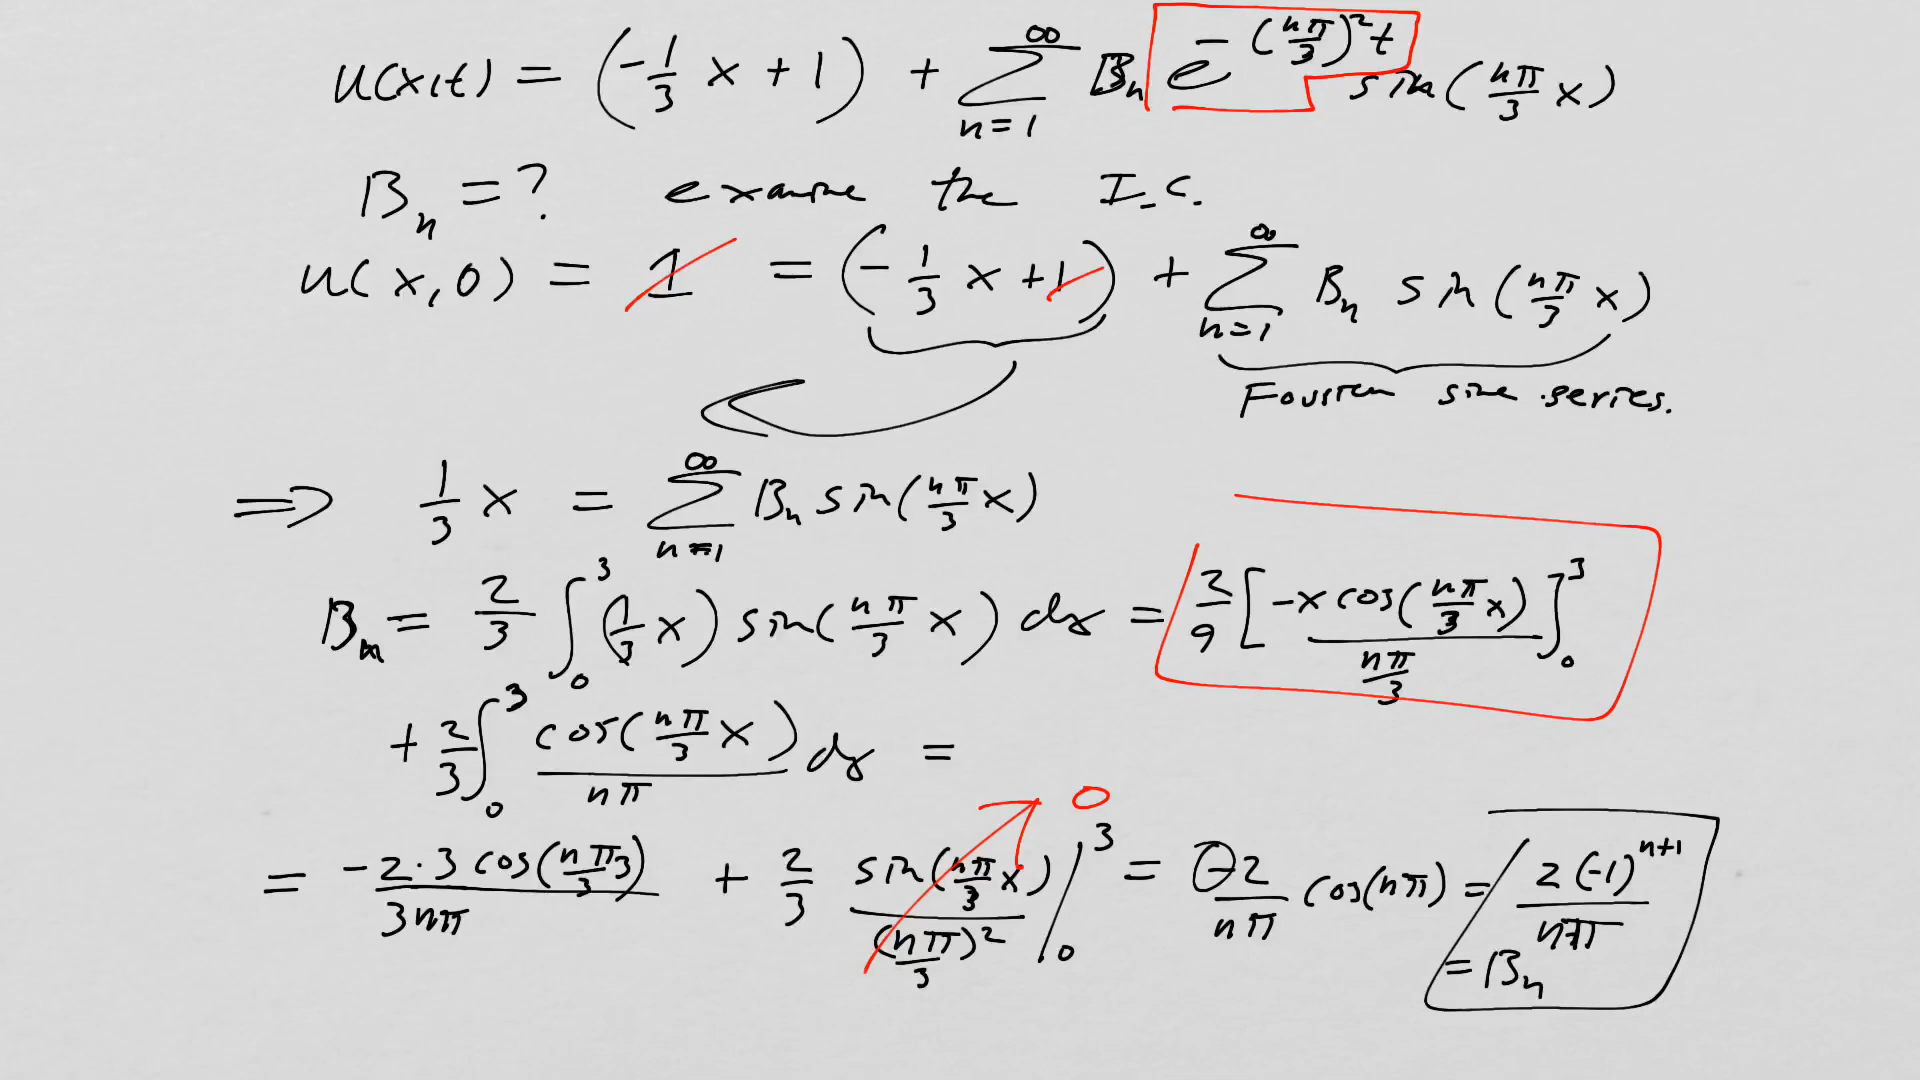 u(x,t) = (-1/3 x + 1) + ∑_{n=1}^{∞} B_n e^{-(nπ/3)^2 t} sin(nπ/3 x)
B_n = ? examine the I.C.
u(x,0) = 1 = (-1/3 x + 1) + ∑_{n=1}^{∞} B_n sin(nπ/3 x)
Fourier sine series.
⇒ 1/3 x = ∑_{n=1}^{∞} B_n sin(nπ/3 x)
B_n = 2/3 ∫_0^3 (1/3 x) sin(nπ/3 x) dx = 2/9 [-x cos(nπ/3 x) / (nπ/3)]_0^3
+ 2/3 ∫_0^3 cos(nπ/3 x)/(nπ) dx =
0
= -2·3 cos(nπ/3 3)/(3nπ) + 2/3 sin(nπ/3 x)/(nπ/3)^2 |_0^3 = -2/(nπ) cos(nπ) = 2(-1)^{n+1}/(nπ)
= B_n